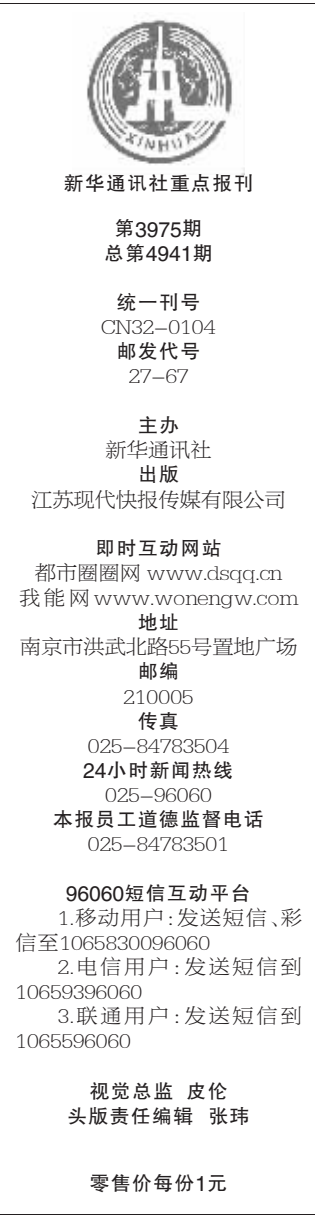 XINHUA
新华通讯社重点报刊
第3975期
总第4941期
统一刊号
CN32-0104
邮发代号
27-67
主办
新华通讯社
出版
江苏现代快报传媒有限公司
即时互动网站
都市圈圈网 www.dsqq.cn
我能网www.wonengw.com
地址
南京市洪武北路55号置地广场
邮编
210005
传真
025-84783504
24小时新闻热线
025-96060
本报员工道德监督电话
025-84783501
96060短信互动平台
1.移动用户：发送短信、彩
信至1065830096060
2.电信用户：发送短信到
10659396060
3.联通用户：发送短信到
1065596060
视觉总监 皮伦
头版责任编辑 张玮
零售价每份1元